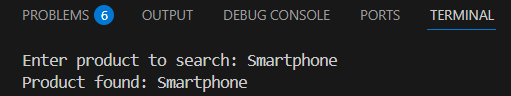 PROBLEMS 6 OUTPUT DEBUG CONSOLE PORTS TERMINAL
Enter product to search: Smartphone
Product found: Smartphone